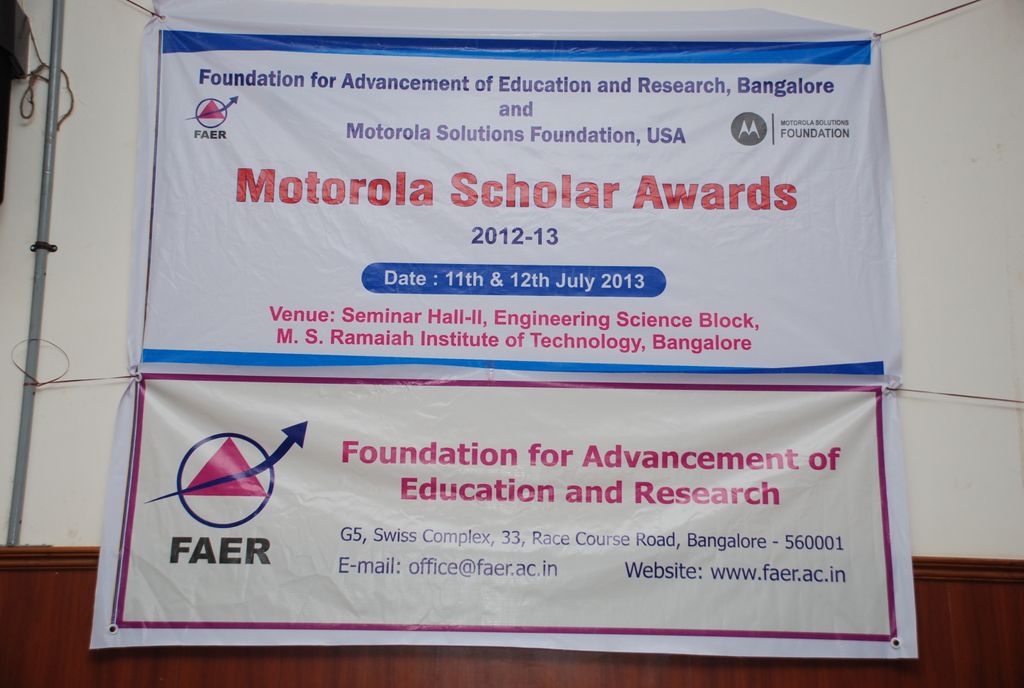 Foundation for Advancement of Education and Research, Bangalore
and
Motorola Solutions Foundation, USA
FAER
MOTOROLA SOLUTIONS
FOUNDATION
Motorola Scholar Awards
2012-13
Date : 11th & 12th July 2013
Venue: Seminar Hall-II, Engineering Science Block,
M. S. Ramaiah Institute of Technology, Bangalore
FAER
Foundation for Advancement of
Education and Research
G5, Swiss Complex, 33, Race Course Road, Bangalore - 560001
E-mail: office@faer.ac.in Website: www.faer.ac.in